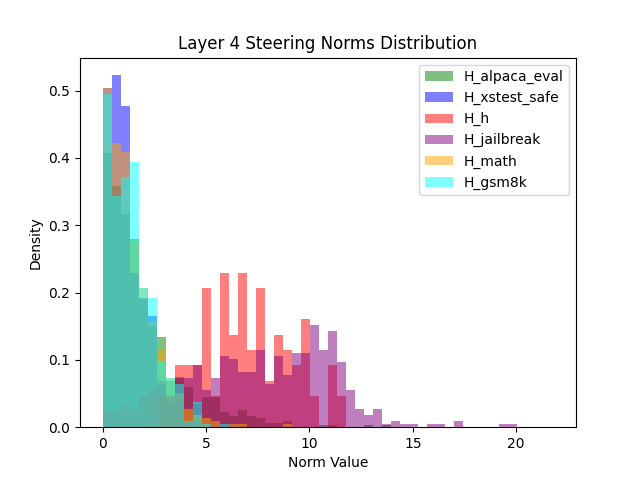 Layer 4 Steering Norms Distribution
H_alpaca_eval
H_xstest_safe
H_h
H_jailbreak
H_math
H_gsm8k
Density
0.5
0.4
0.3
0.2
0.1
0.0
0 5 10 15 20
Norm Value